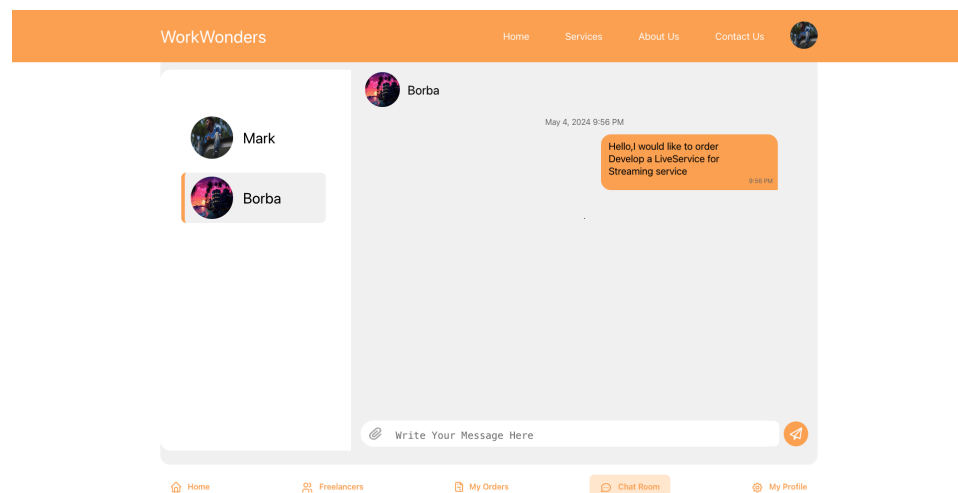 WorkWonders
Home Services About Us Contact Us
Borba
Mark
Borba
May 4, 2024 9:56 PM
Hello,I would like to order
Develop a LiveService for
Streaming service
9:56 PM
Write Your Message Here
Home Freelancers My Orders Chat Room My Profile